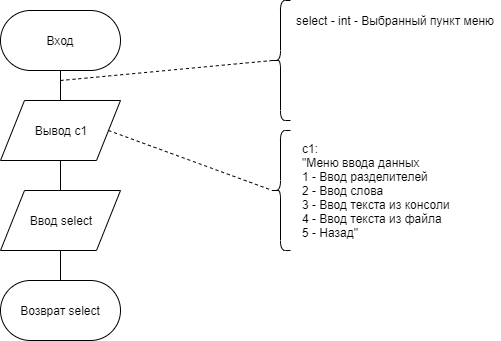 Вход
select - int - Выбранный пункт меню
Вывод c1
c1:
"Меню ввода данных
1 - Ввод разделителей
2 - Ввод слова
3 - Ввод текста из консоли
4 - Ввод текста из файла
5 - Назад"
Ввод select
Возврат select